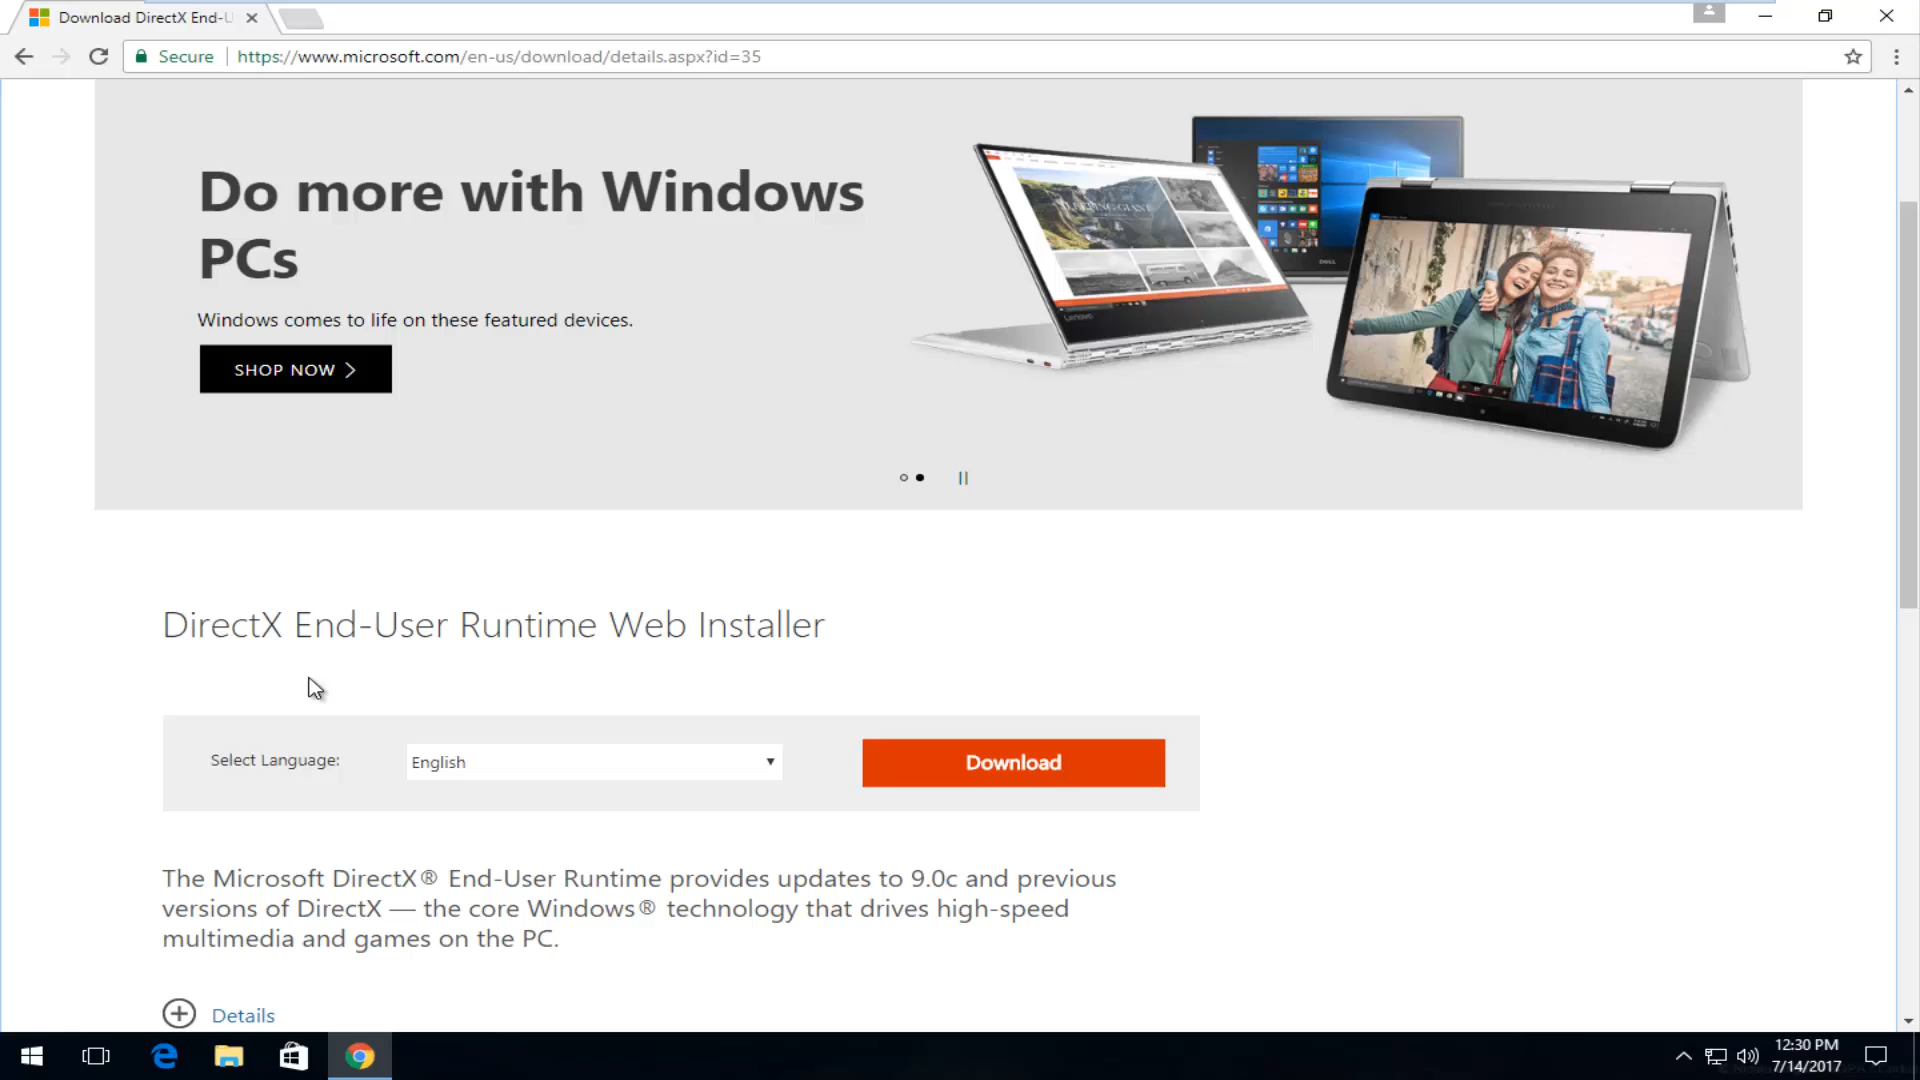 Download DirectX End-U
Secure
https://www.microsoft.com/en-us/download/details.aspx?id=35
Do more with Windows
PCs
Windows comes to life on these featured devices.
SHOP NOW
DirectX End-User Runtime Web Installer
Select Language:
English
Download
The Microsoft DirectX® End-User Runtime provides updates to 9.0c and previous
versions of DirectX — the core Windows® technology that drives high-speed
multimedia and games on the PC.
Details
12:30 PM
7/14/2017